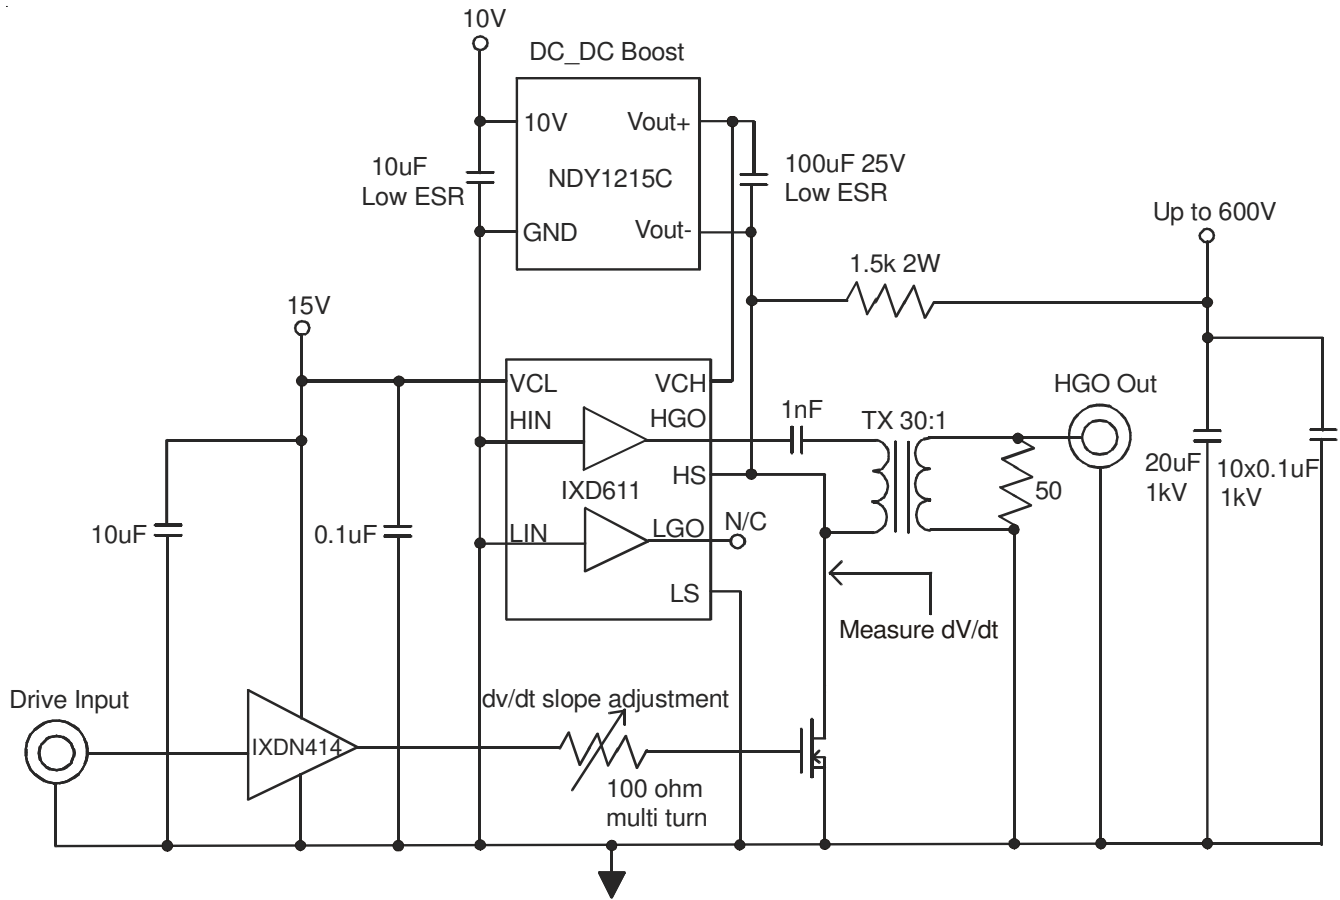 10V
DC_DC Boost
10V
Vout+
10uF
Low ESR
NDY1215C
100uF 25V
Low ESR
GND
Vout-
Up to 600V
1.5k 2W
15V
VCL
VCH
HGO Out
HIN
HGO
1nF
TX 30:1
IXD611
HS
20uF
1kV
10x0.1uF
1kV
50
10uF
0.1uF
LIN
LGO
N/C
LS
Measure dV/dt
Drive Input
dv/dt slope adjustment
IXDN414
100 ohm
multi turn